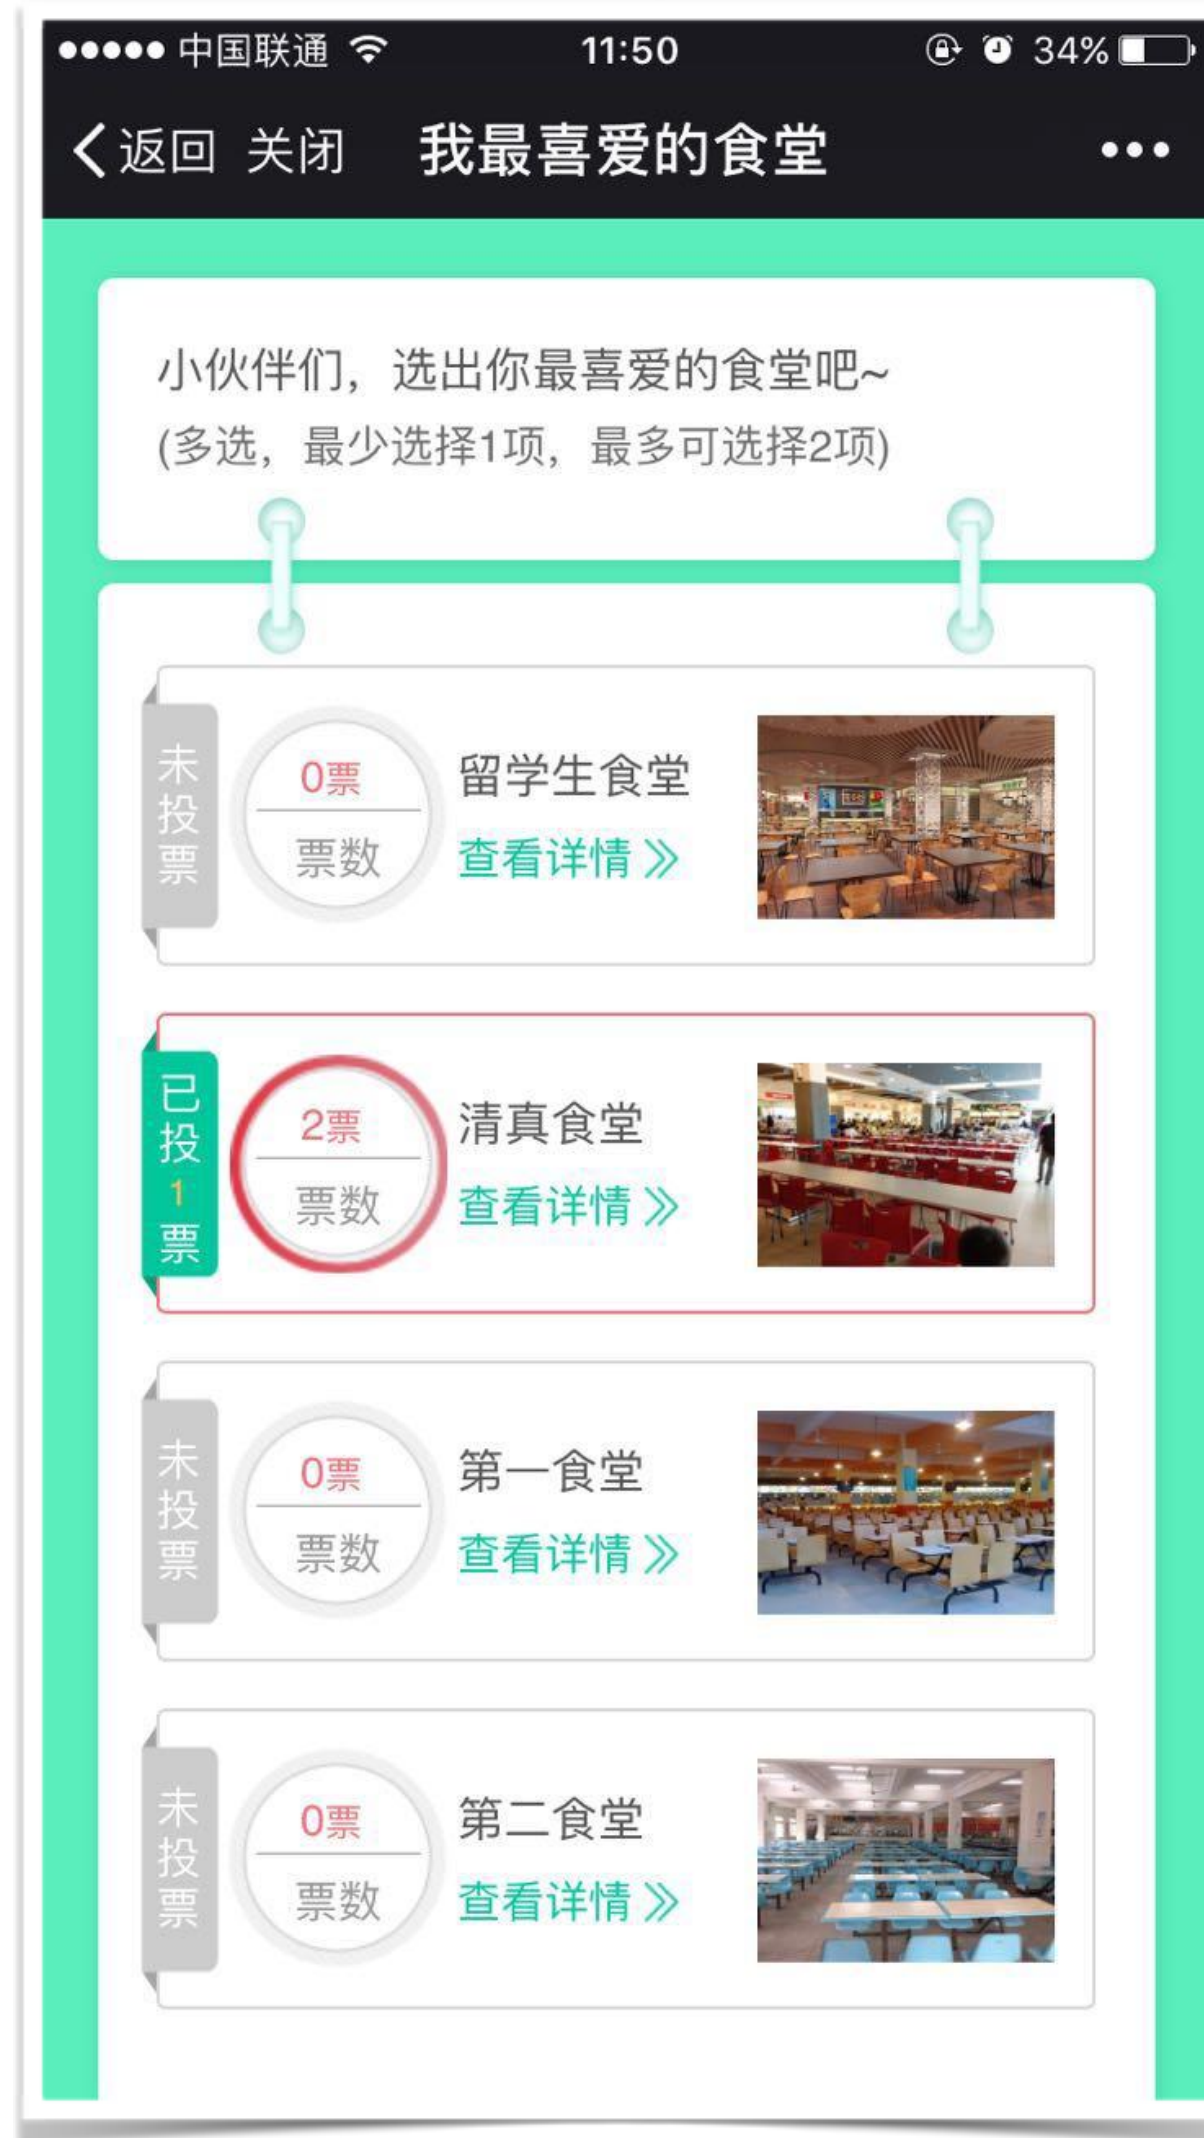 中国联通 11:50 34%
返回 关闭 我最喜爱的食堂
小伙伴们，选出你最喜爱的食堂吧~
(多选，最少选择1项，最多可选择2项)
未投票
0票
票数
留学生食堂
查看详情
已投1票
2票
票数
清真食堂
查看详情
未投票
0票
票数
第一食堂
查看详情
未投票
0票
票数
第二食堂
查看详情